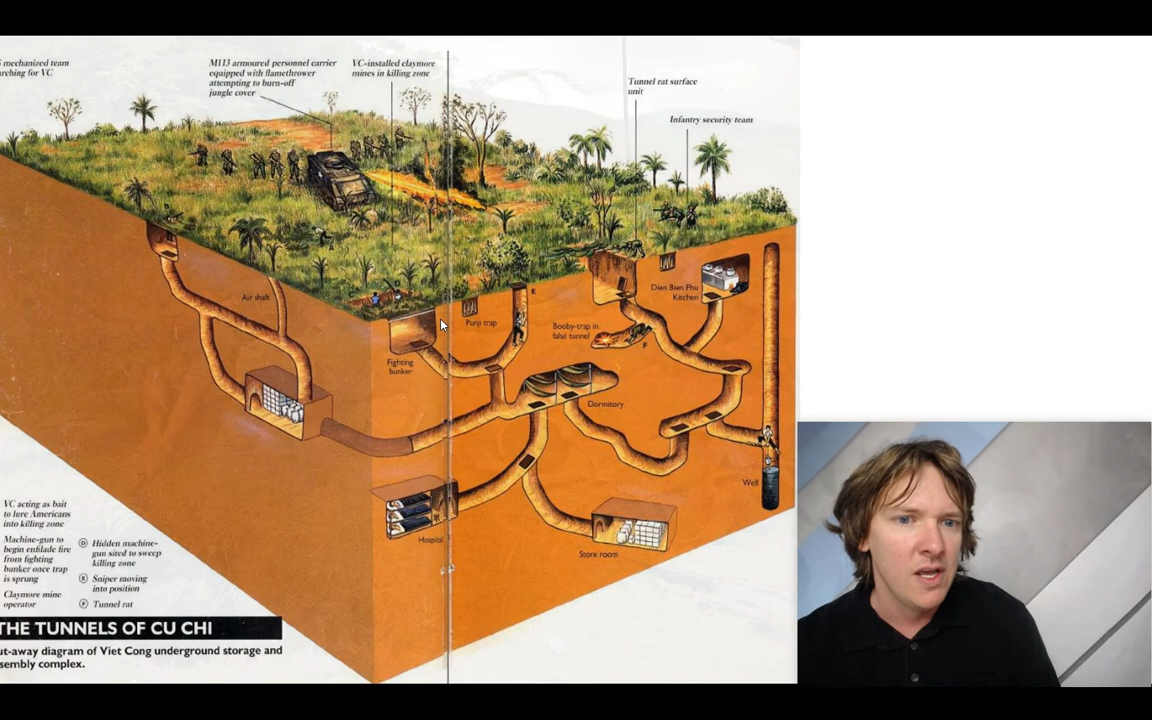 mechanized team
rching for VC
M113 armoured personnel carrier
equipped with flamethrower
attempting to burn-off
jungle cover
VC-installed claymore
mines in killing zone
Tunnel rat surface
unit
Infantry security team
Air shaft
Punji trap
E
Booby-trap in
false tunnel
F
Dien Bien Phu
Kitchen
Fighting
bunker
Dormitory
Well
Hospital
Store room
VC acting as bait
to lure Americans
into killing zone
Machine-gun to
begin enfilade fire
from fighting
bunker once trap
is sprung
Claymore mine
operator
D Hidden machine-
gun sited to sweep
killing zone
E Sniper moving
into position
F Tunnel rat
THE TUNNELS OF CU CHI
ut-away diagram of Viet Cong underground storage and
sembly complex.